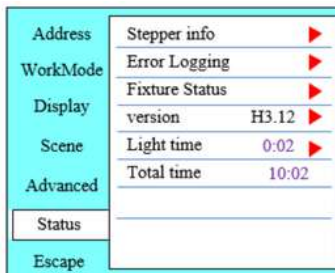 Address
WorkMode
Display
Scene
Advanced
Status
Escape
Stepper info
Error Logging
Fixture Status
version H3.12
Light time 0:02
Total time 10:02